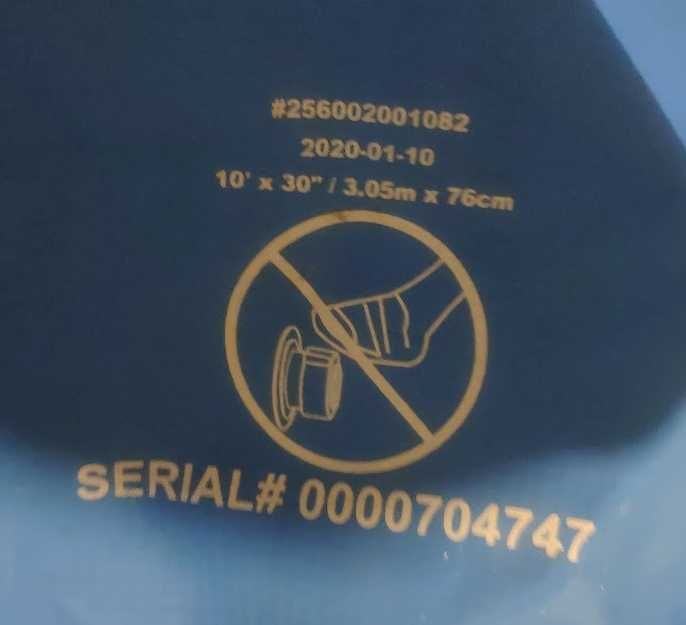 #256002001082
2020-01-10
10' x 30" / 3.05m x 76cm
SERIAL# 0000704747